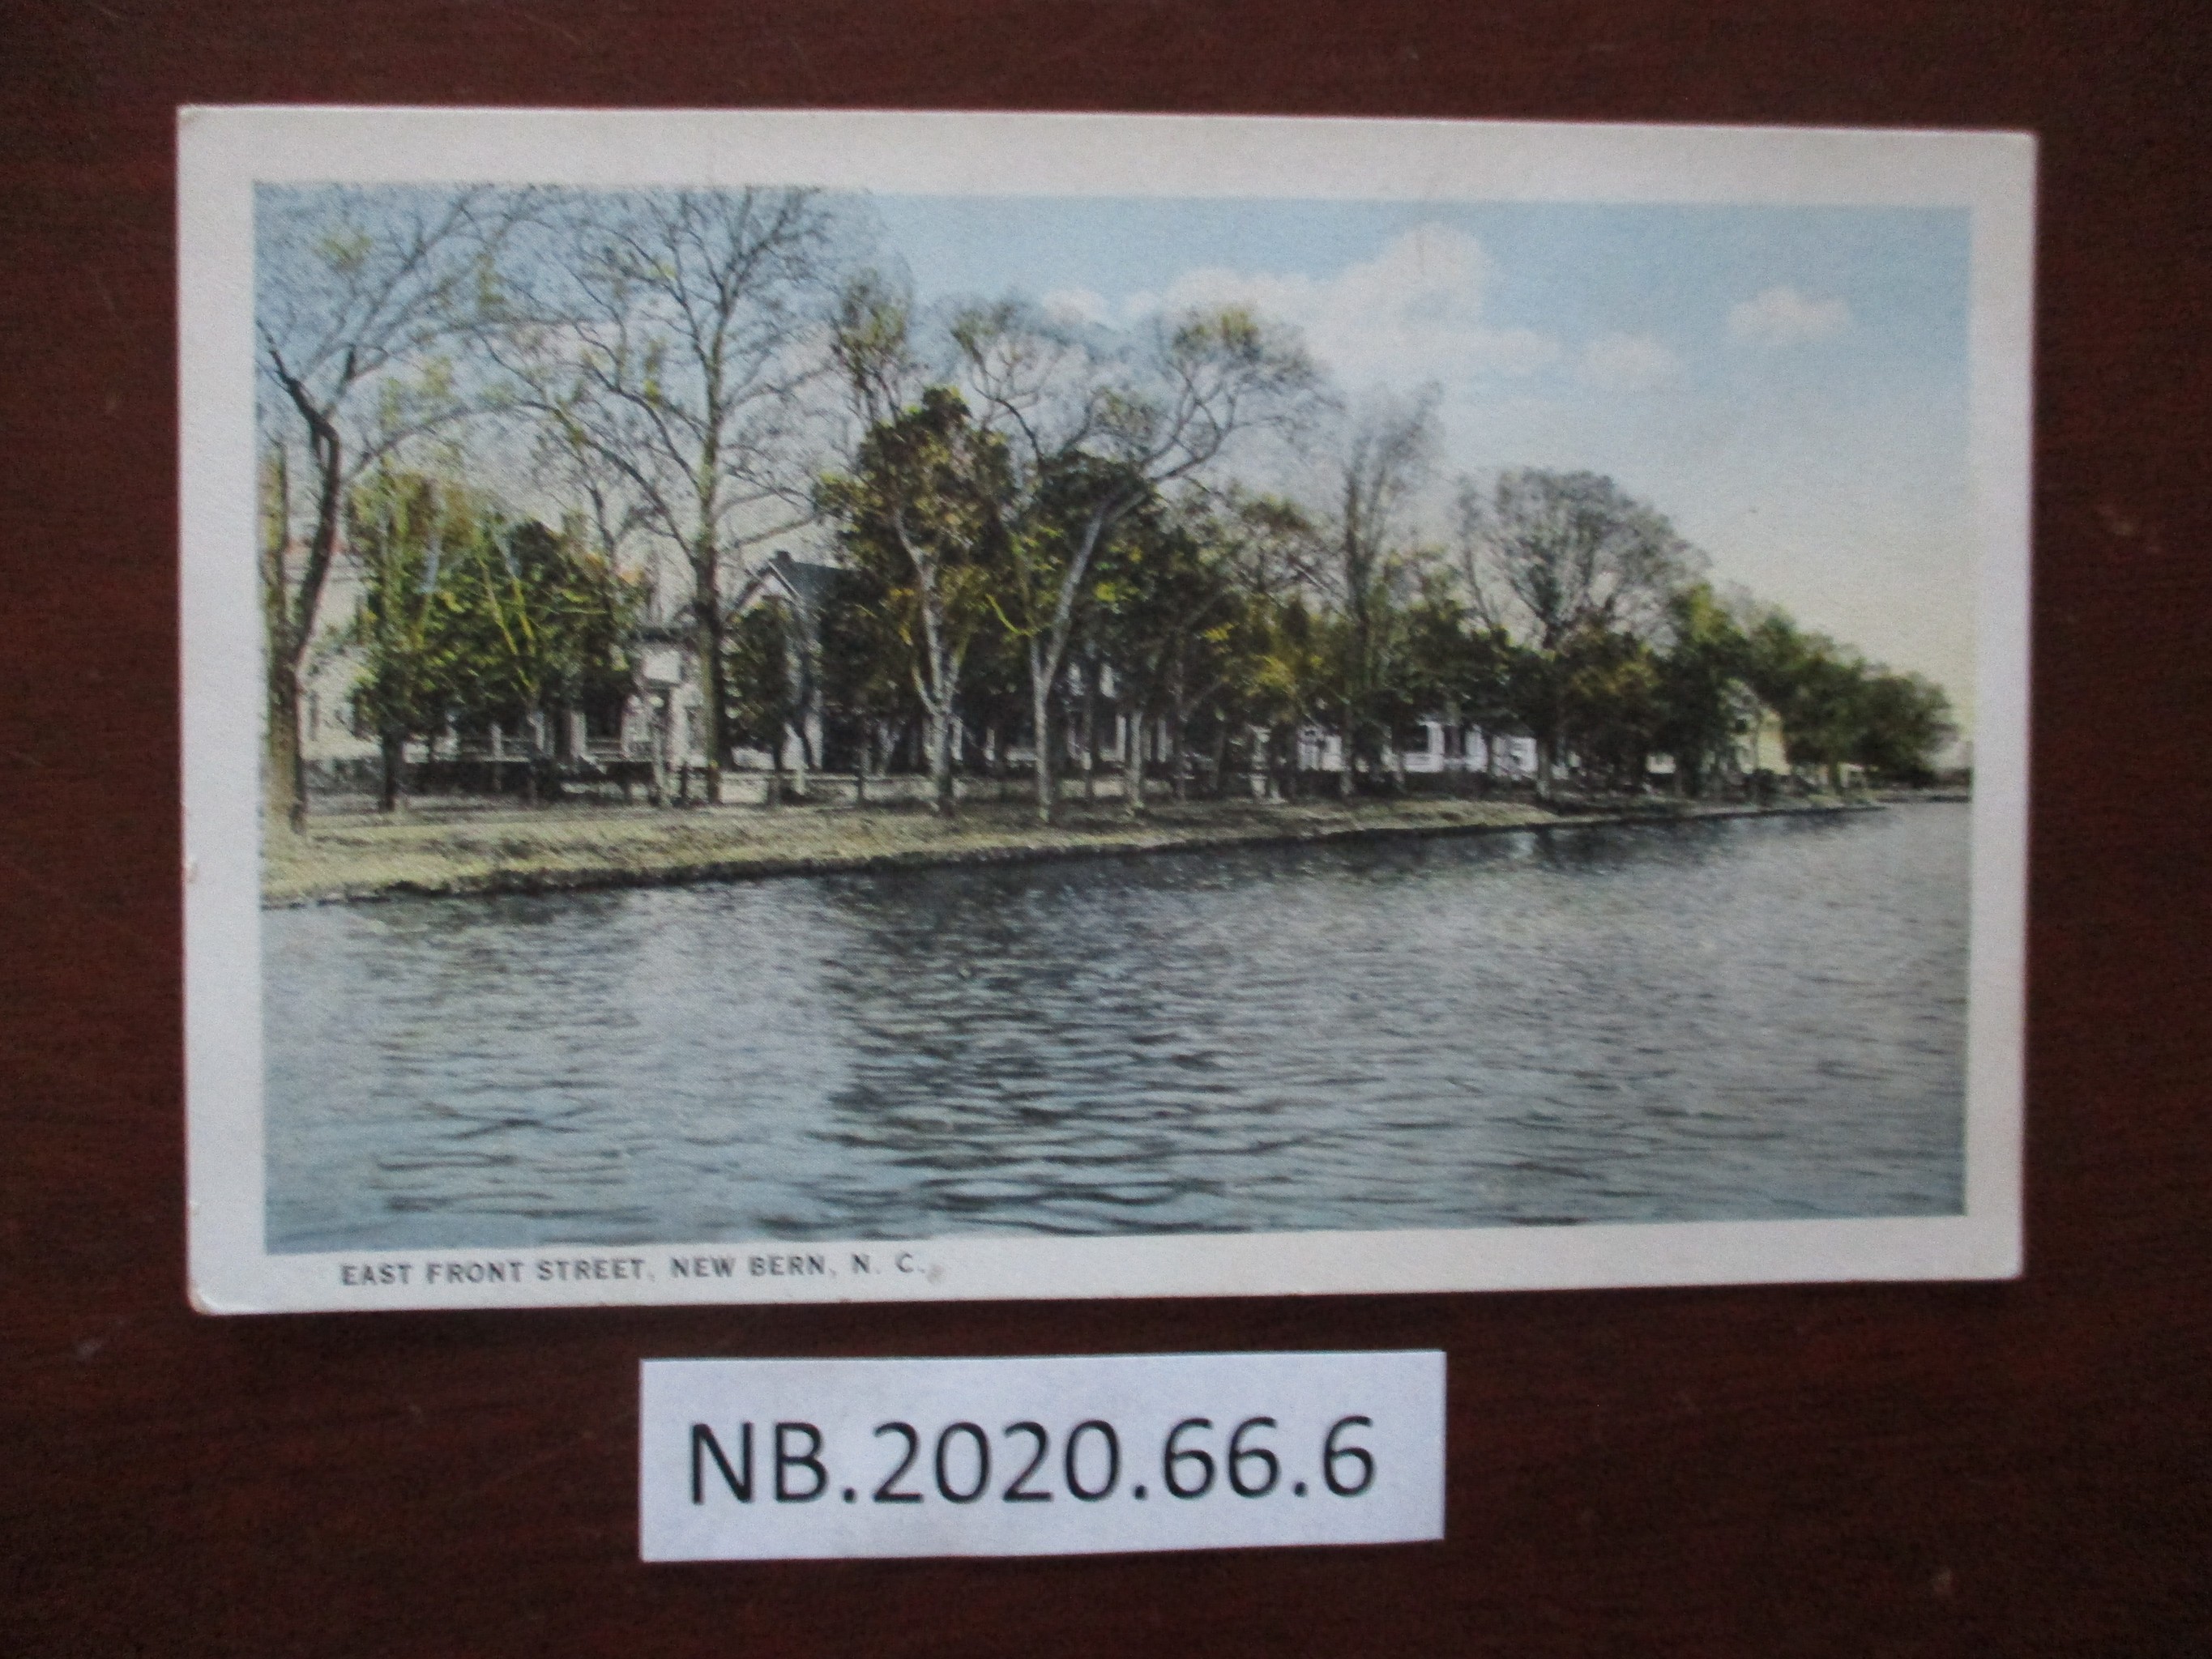 EAST FRONT STREET, NEW BERN, N. C.
NB.2020.66.6